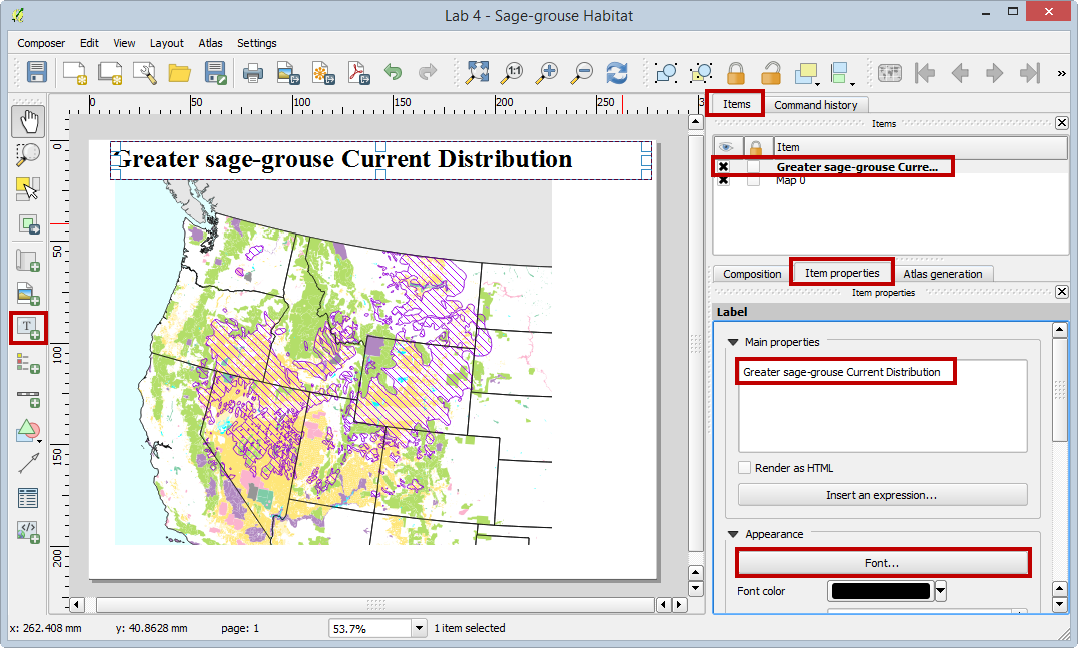 Lab 4 - Sage-grouse Habitat
Composer Edit View Layout Atlas Settings
1:1
»
0 50 100 150 200 250 3
Items Command history
Items
Item
Greater sage-grouse Curre...
Map 0
Greater sage-grouse Current Distribution
0
50
100
150
200
T
Composition Item properties Atlas generation
Item properties
Label
Main properties
Greater sage-grouse Current Distribution
Render as HTML
Insert an expression...
Appearance
Font...
Font color
x: 262.408 mm y: 40.8628 mm page: 1 53.7% 1 item selected